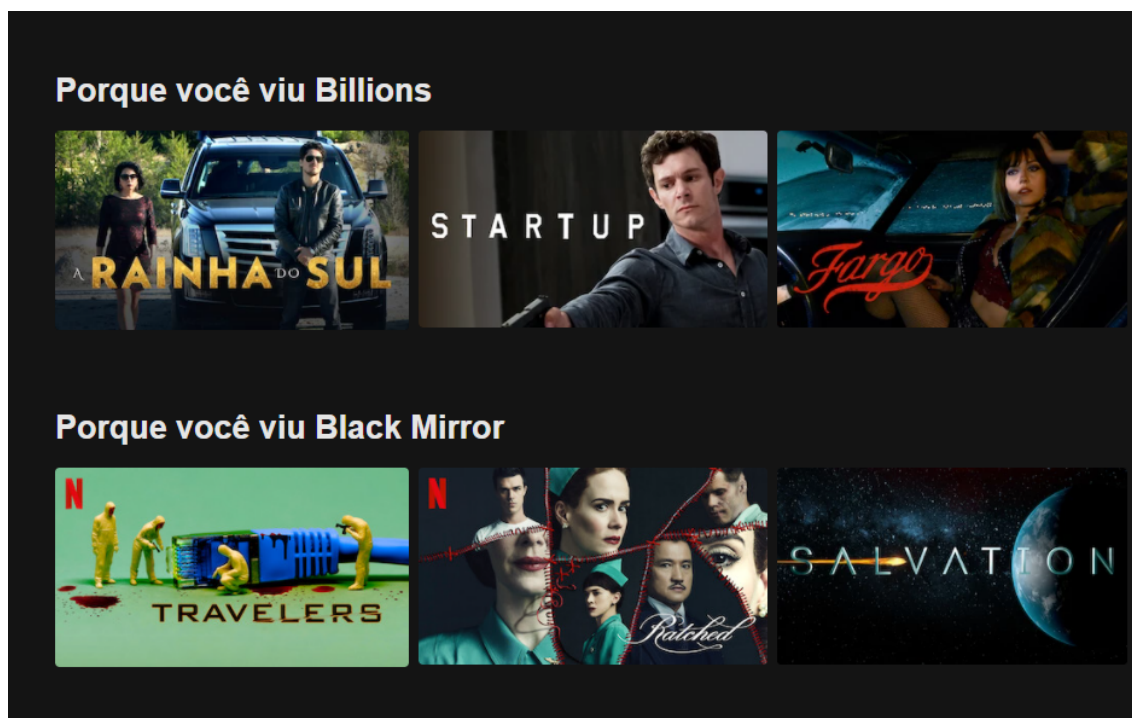 Porque você viu Billions
A RAINHA DO SUL
STARTUP
Fargo
Porque você viu Black Mirror
N
TRAVELERS
N
Ratched
SALVATION